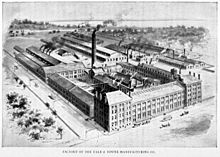 FACTORY OF THE YALE & TOWNE MANUFACTURING CO.